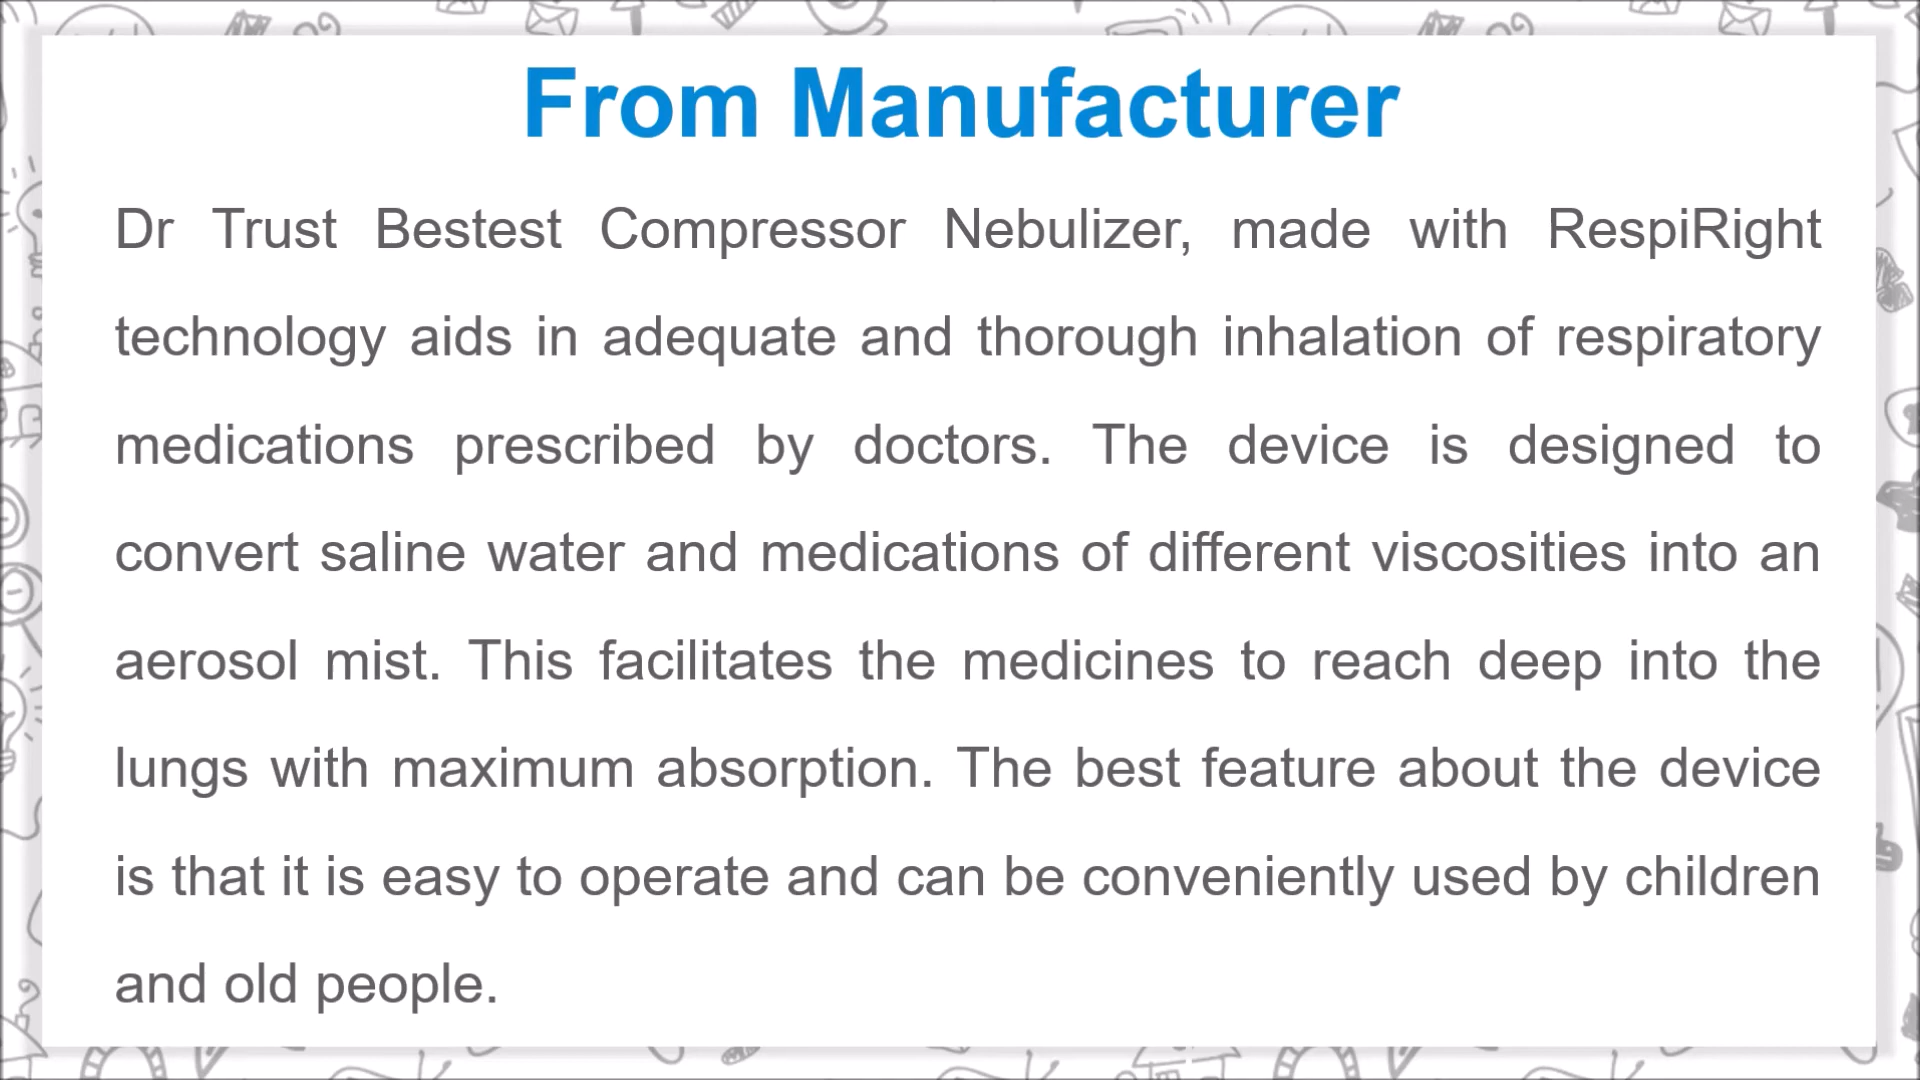 From Manufacturer
Dr Trust Bestest Compressor Nebulizer, made with RespiRight
technology aids in adequate and thorough inhalation of respiratory
medications prescribed by doctors. The device is designed to
convert saline water and medications of different viscosities into an
aerosol mist. This facilitates the medicines to reach deep into the
lungs with maximum absorption. The best feature about the device
is that it is easy to operate and can be conveniently used by children
and old people.